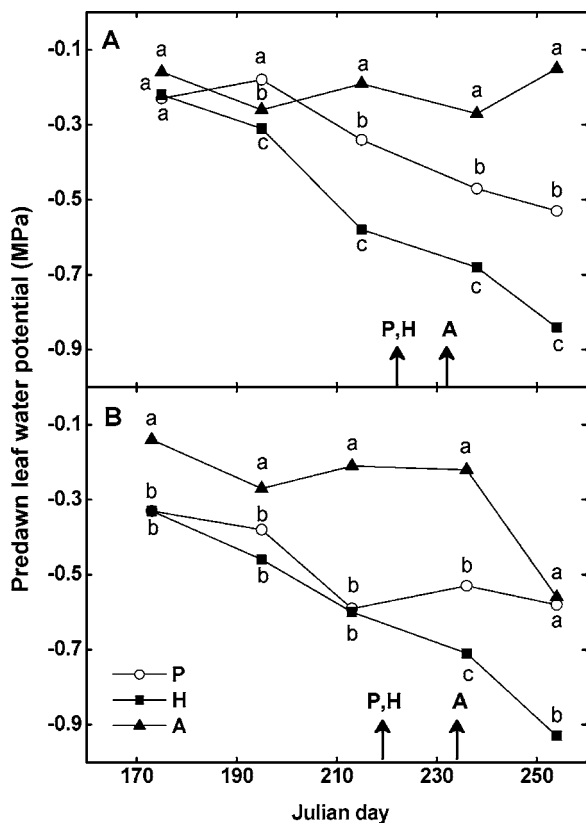 Predawn leaf water potential (MPa)
A
-0.1
-0.3
-0.5
-0.7
-0.9
a a a a
a b
a b b b
c
c c c
P,H A
B
-0.1
-0.3
-0.5
-0.7
-0.9
a a a a
b b b b a
b b b c b
P
H
A
P,H A
170 190 210 230 250
Julian day